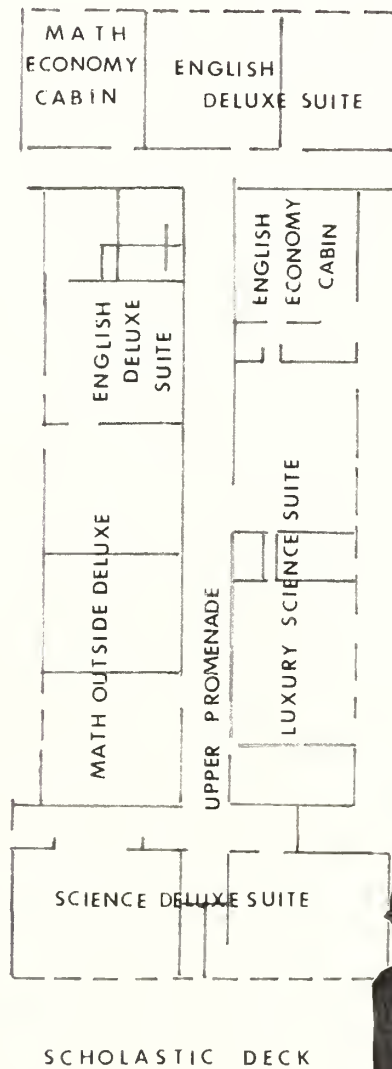 MATH
ECONOMY
CABIN
ENGLISH
DELUXE SUITE
ENGLISH
DELUXE
SUITE
ENGLISH
ECONOMY
CABIN
MATH OUTSIDE DELUXE
UPPER PROMENADE
LUXURY SCIENCE SUITE
SCIENCE DELUXE SUITE
SCHOLASTIC DECK